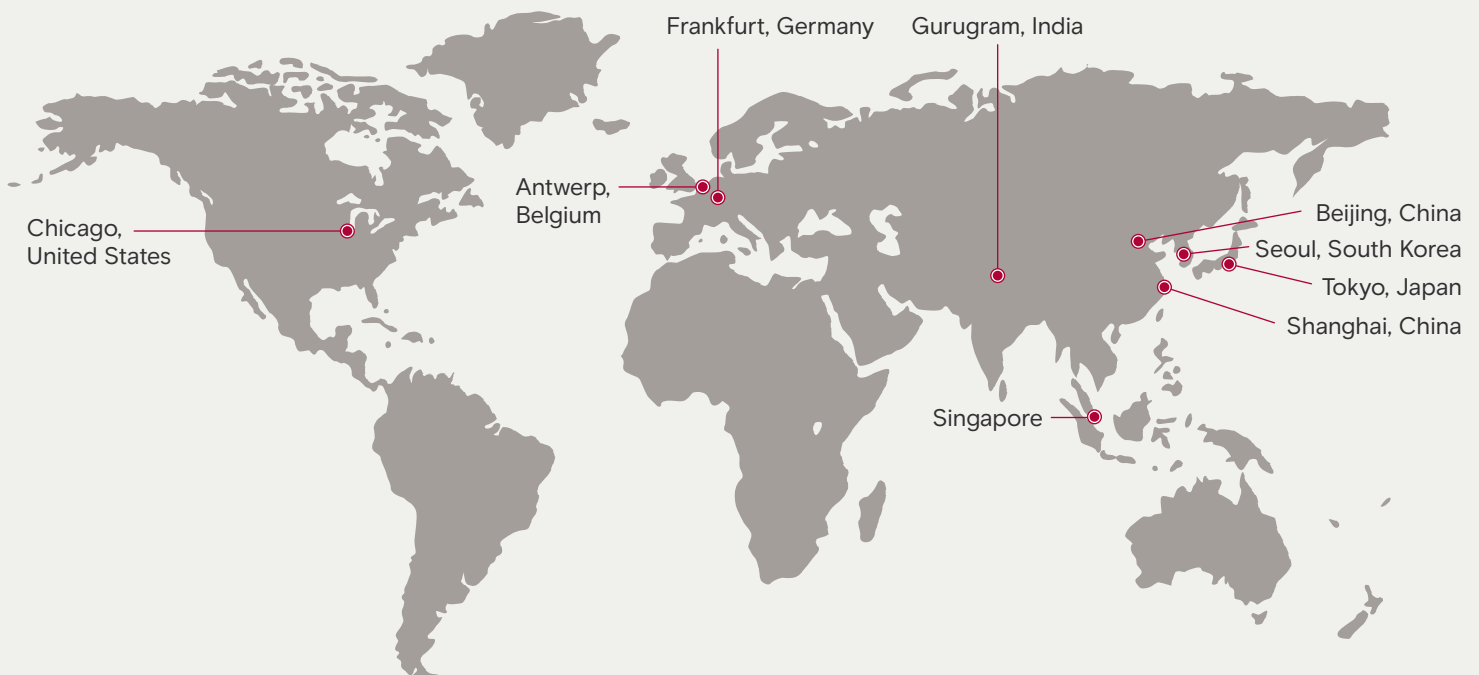 Frankfurt, Germany
Gurugram, India
Antwerp,
Belgium
Chicago,
United States
Beijing, China
Seoul, South Korea
Tokyo, Japan
Shanghai, China
Singapore